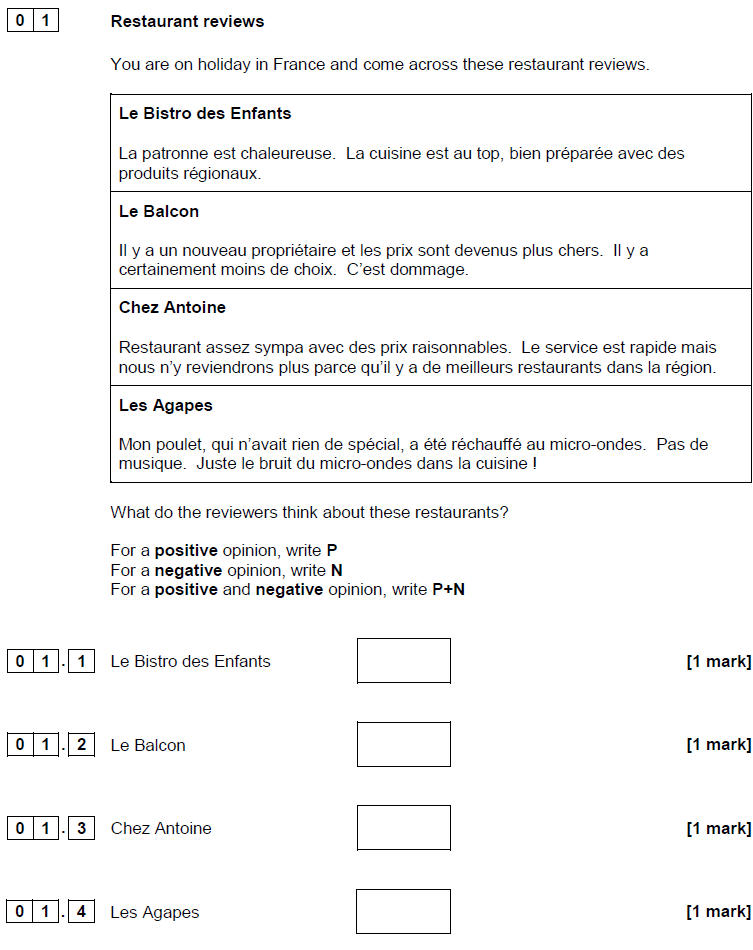 0 1 Restaurant reviews
You are on holiday in France and come across these restaurant reviews.
Le Bistro des Enfants
La patronne est chaleureuse. La cuisine est au top, bien préparée avec des
produits régionaux.
Le Balcon
Il y a un nouveau propriétaire et les prix sont devenus plus chers. Il y a
certainement moins de choix. C’est dommage.
Chez Antoine
Restaurant assez sympa avec des prix raisonnables. Le service est rapide mais
nous n’y reviendrons plus parce qu’il y a de meilleurs restaurants dans la région.
Les Agapes
Mon poulet, qui n’avait rien de spécial, a été réchauffé au micro-ondes. Pas de
musique. Juste le bruit du micro-ondes dans la cuisine !
What do the reviewers think about these restaurants?
For a positive opinion, write P
For a negative opinion, write N
For a positive and negative opinion, write P+N
0 1 . 1 Le Bistro des Enfants [1 mark]
0 1 . 2 Le Balcon [1 mark]
0 1 . 3 Chez Antoine [1 mark]
0 1 . 4 Les Agapes [1 mark]